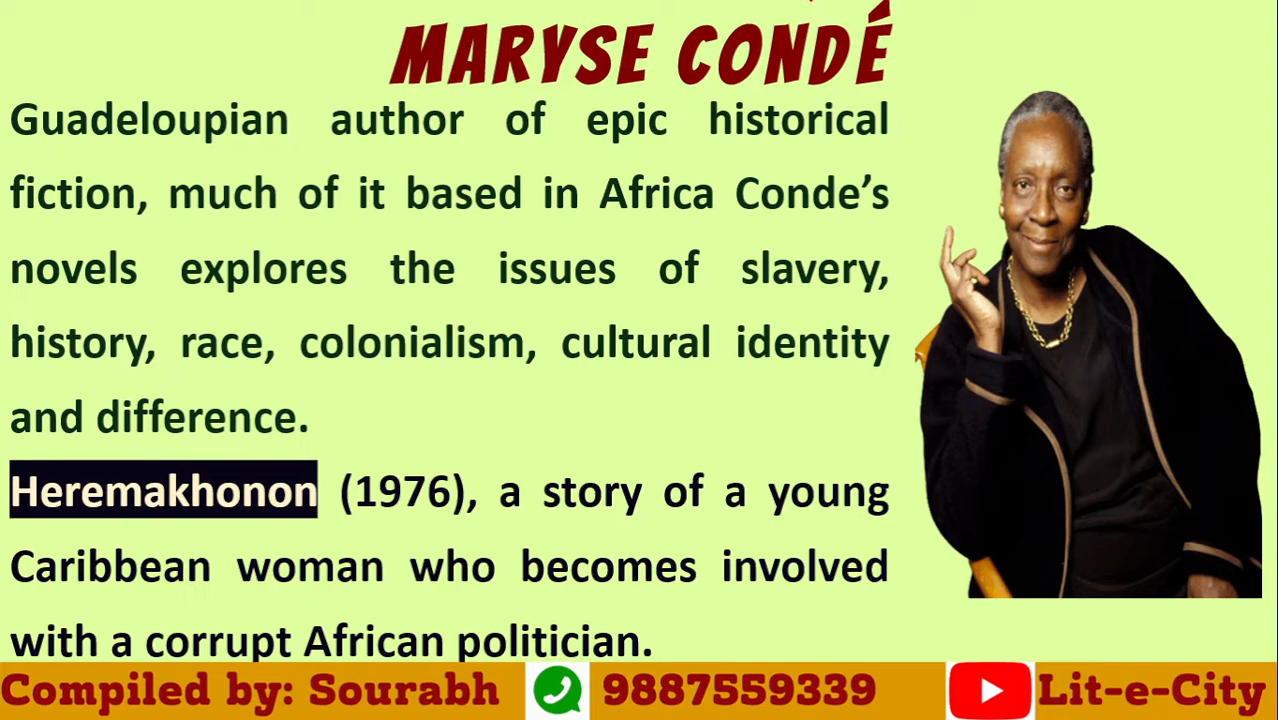 MARYSE CONDÉ
Guadeloupian author of epic historical
fiction, much of it based in Africa Conde’s
novels explores the issues of slavery,
history, race, colonialism, cultural identity
and difference.
Heremakhonon (1976), a story of a young
Caribbean woman who becomes involved
with a corrupt African politician.
Compiled by: Sourabh 9887559339 Lit-e-City